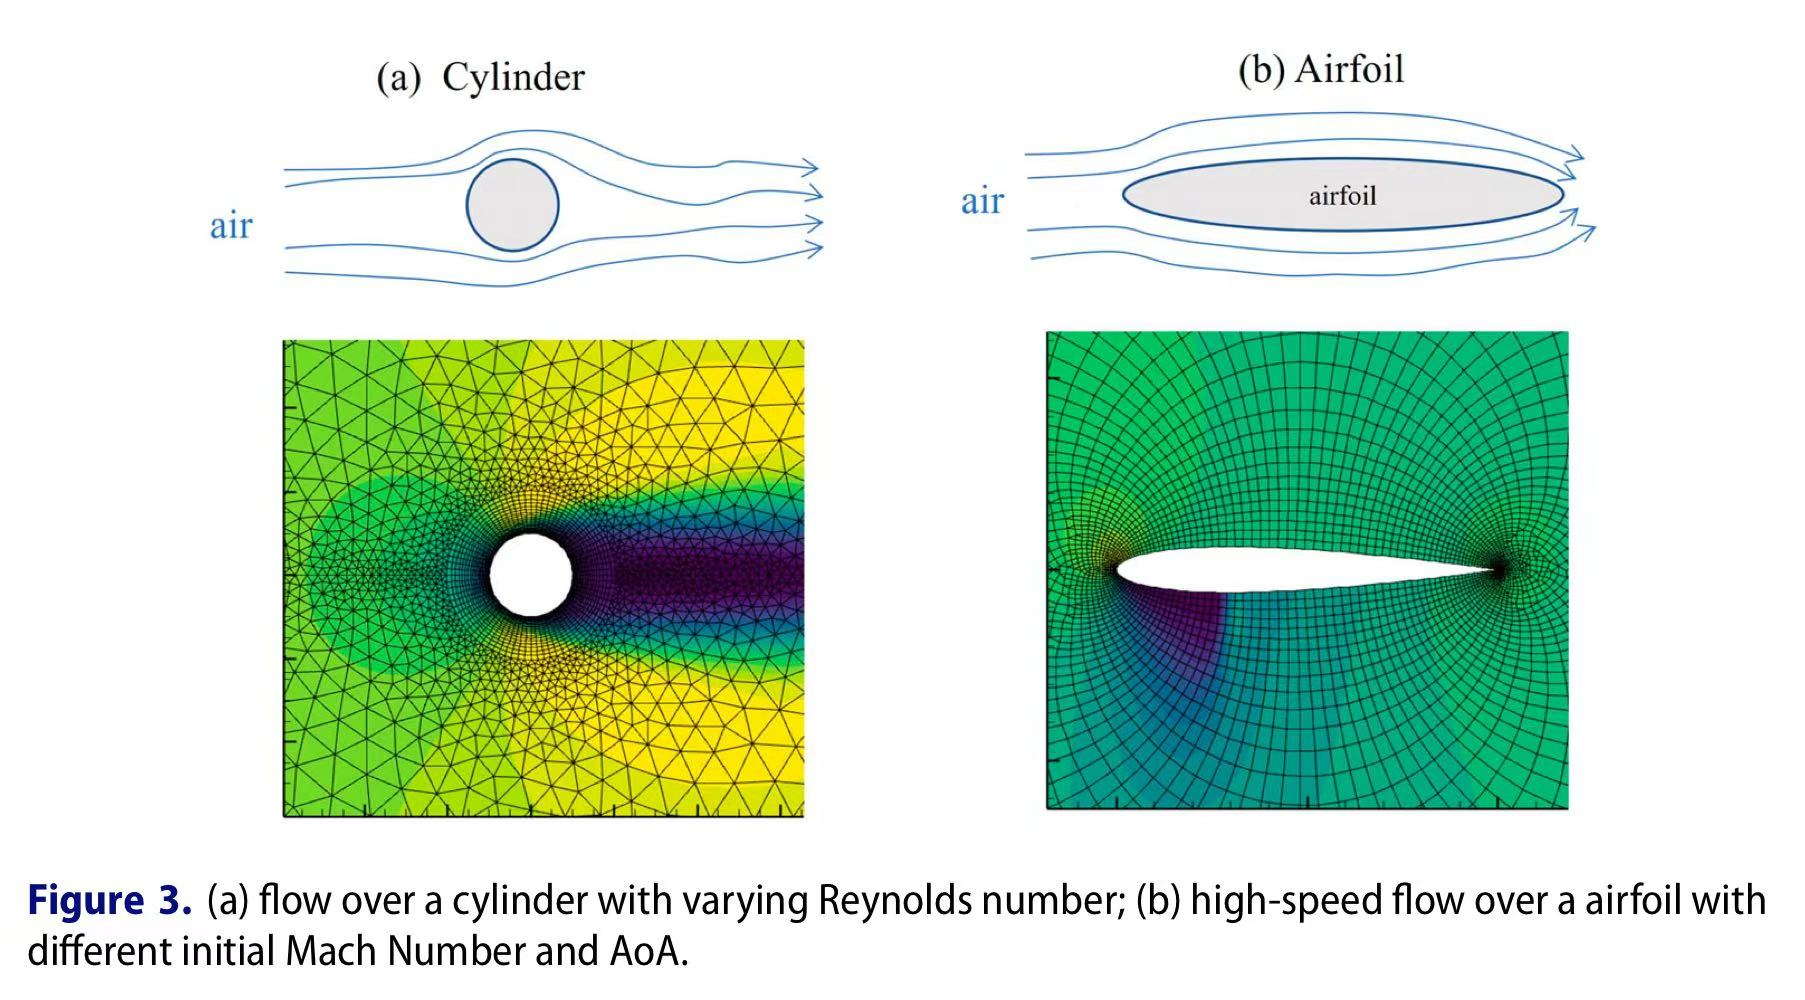 (a) Cylinder
(b) Airfoil
air
air
airfoil
Figure 3. (a) flow over a cylinder with varying Reynolds number; (b) high-speed flow over a airfoil with
different initial Mach Number and AoA.